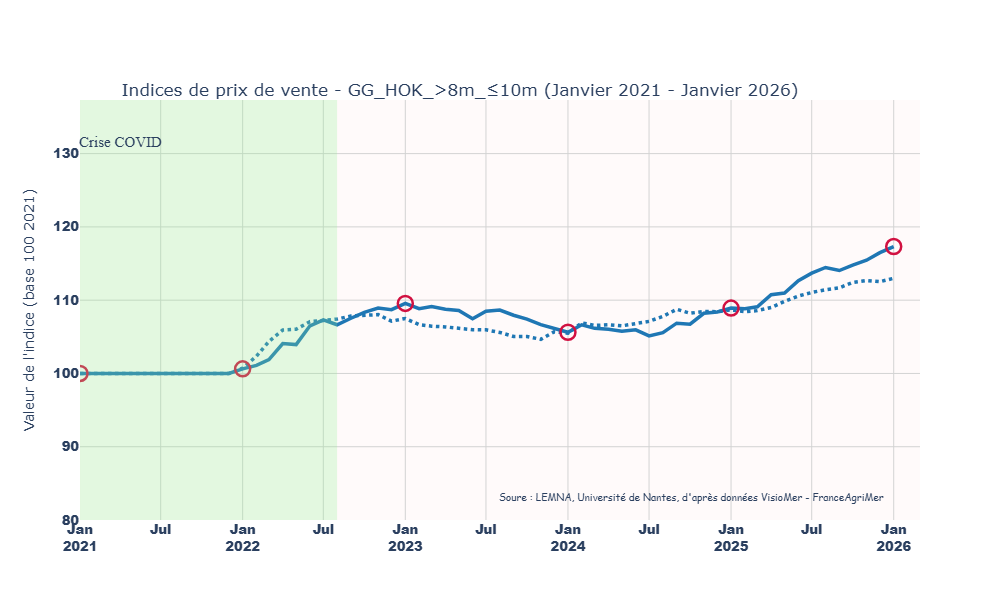 Indices de prix de vente - GG_HOK_>8m_≤10m (Janvier 2021 - Janvier 2026)
Crise COVID
130
120
110
100
90
80
Valeur de l'indice (base 100 2021)
Soure : LEMNA, Université de Nantes, d'après données VisioMer - FranceAgriMer
Jan Jul Jan Jul Jan Jul Jan Jul Jan Jul Jan
2021 2022 2023 2024 2025 2026